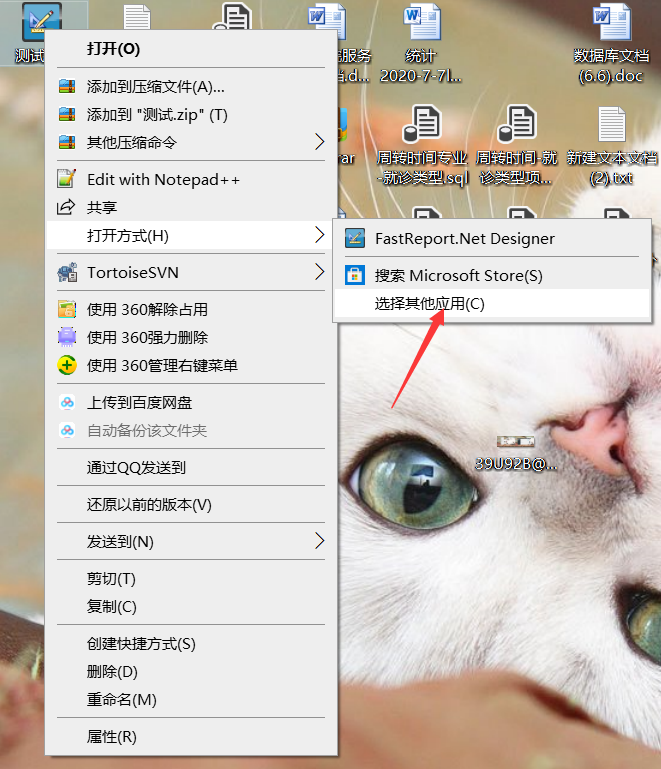 测试
统计
2020-7-7l...
数据库文档
(6.6).doc
周转时间专业
-就诊类型.sql
周转时间-就
诊类型项...
新建文本文档
(2).txt
打开(O)
添加到压缩文件(A)...
添加到 "测试.zip" (T)
其他压缩命令
Edit with Notepad++
共享
打开方式(H)
TortoiseSVN
使用 360解除占用
使用 360强力删除
使用 360管理右键菜单
上传到百度网盘
自动备份该文件夹
通过QQ发送到
还原以前的版本(V)
发送到(N)
剪切(T)
复制(C)
创建快捷方式(S)
删除(D)
重命名(M)
属性(R)
FastReport.Net Designer
搜索 Microsoft Store(S)
选择其他应用(C)
39U92B@...